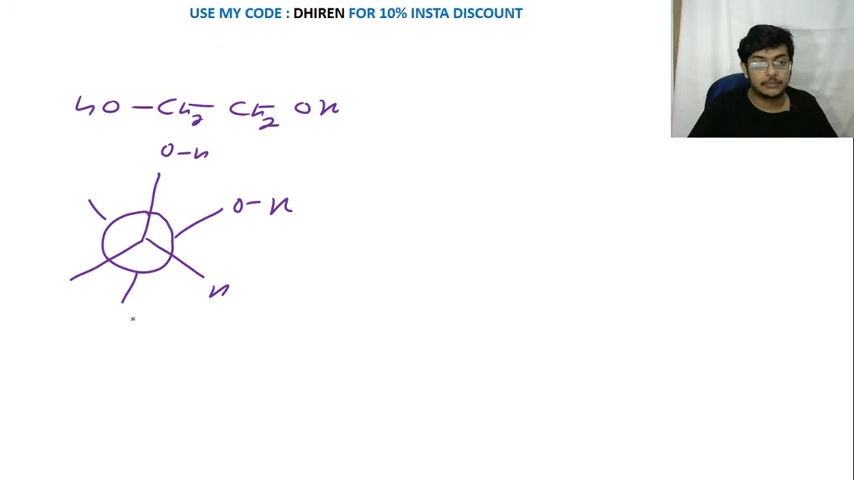 USE MY CODE : DHIREN FOR 10% INSTA DISCOUNT
HO - CH2 - CH2 OH
O-H
O-H
H